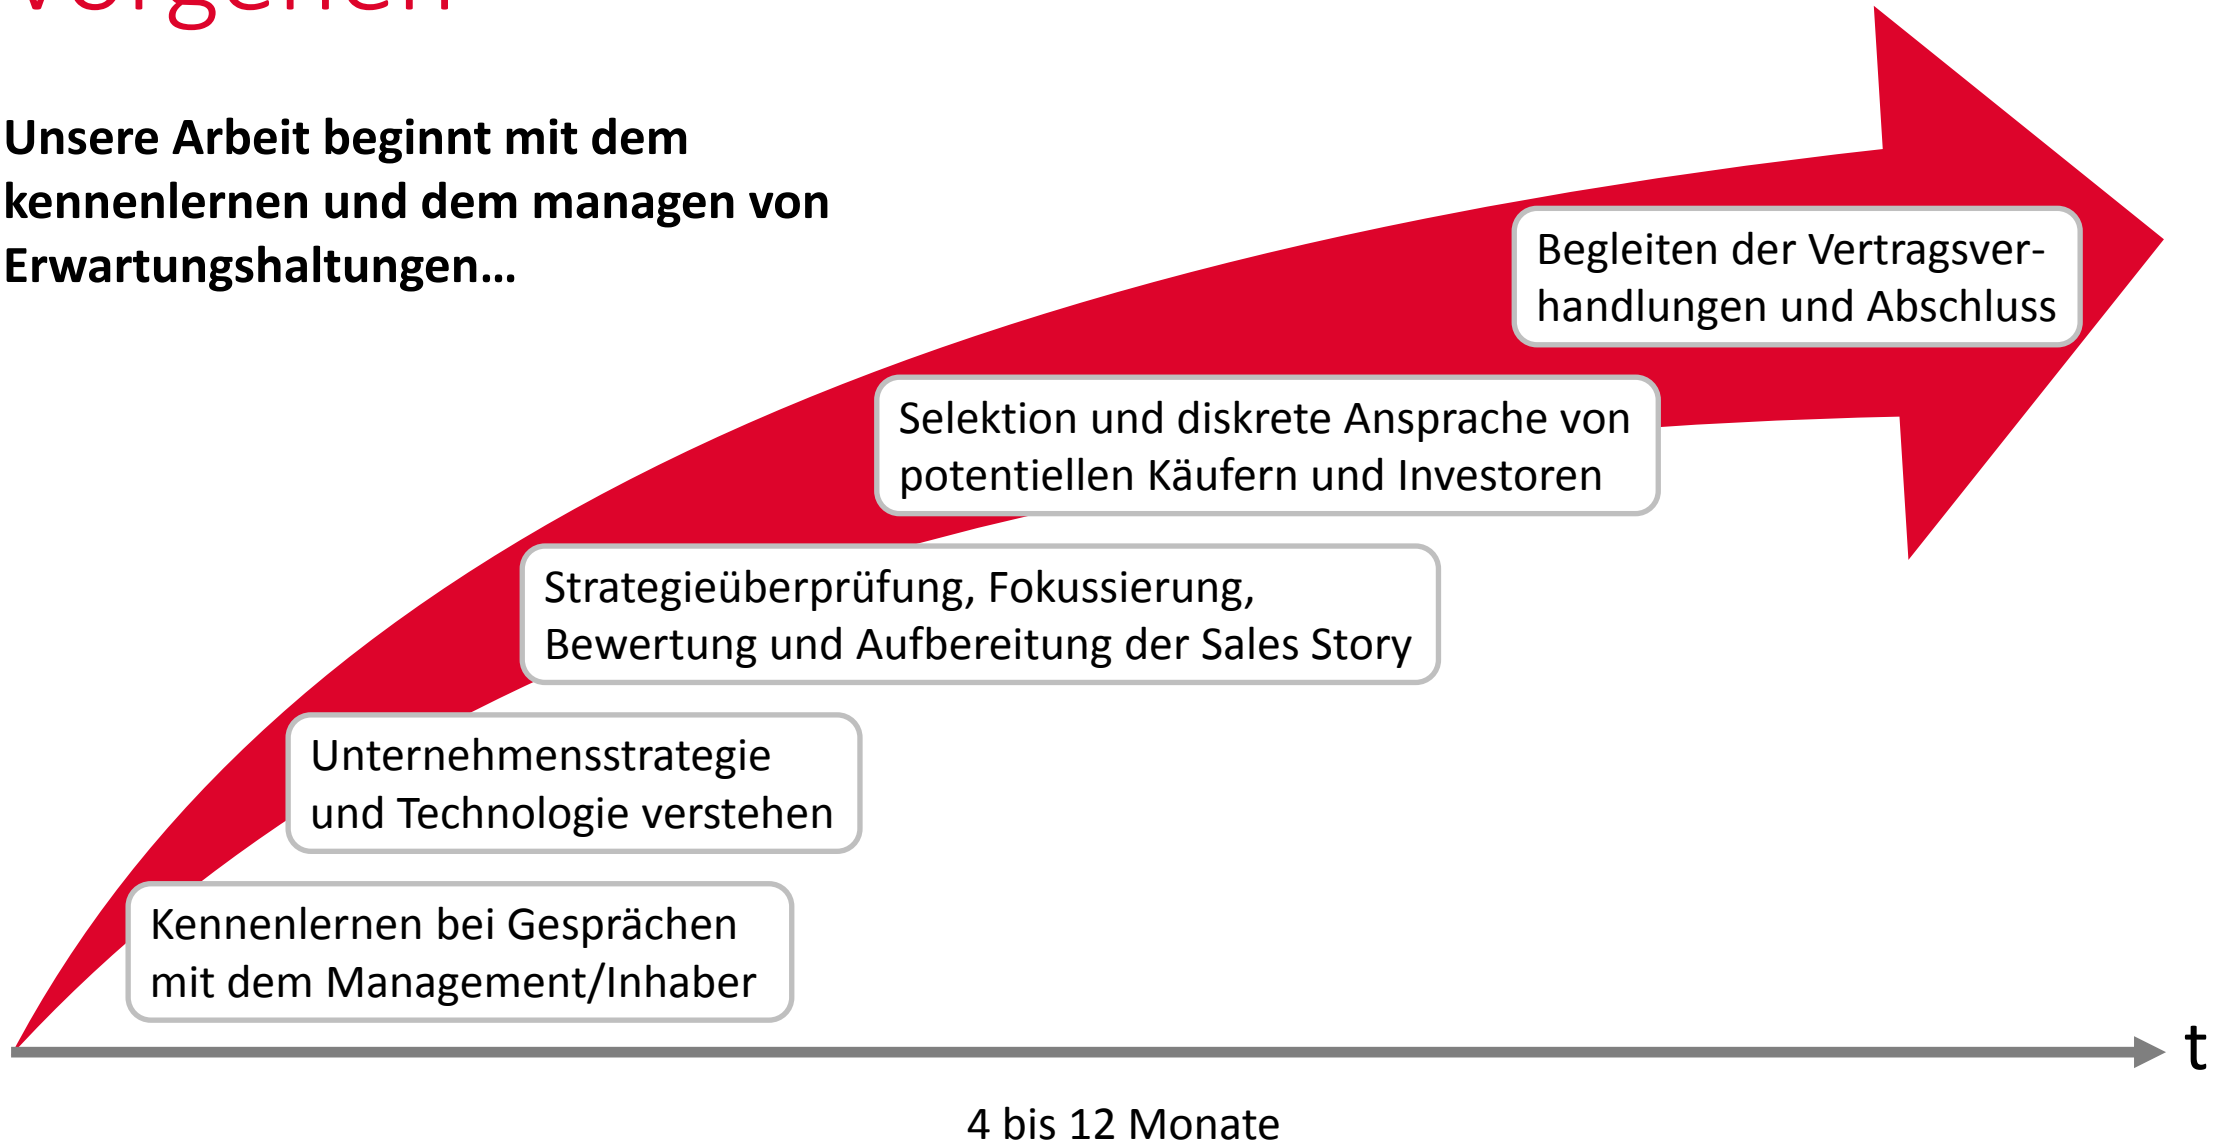 Vorgehen
Unsere Arbeit beginnt mit dem
kennenlernen und dem managen von
Erwartungshaltungen...
Begleiten der Vertragsver-
handlungen und Abschluss
Selektion und diskrete Ansprache von
potentiellen Käufern und Investoren
Strategieüberprüfung, Fokussierung,
Bewertung und Aufbereitung der Sales Story
Unternehmensstrategie
und Technologie verstehen
Kennenlernen bei Gesprächen
mit dem Management/Inhaber
t
4 bis 12 Monate